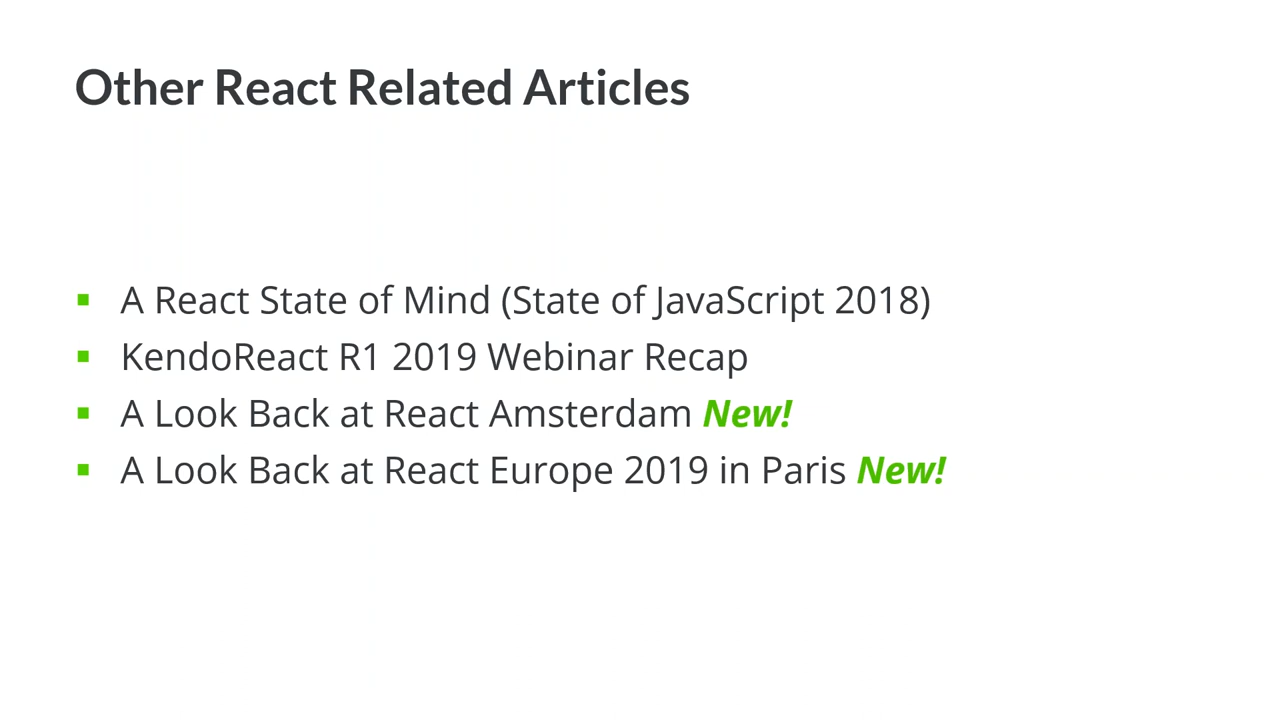 Other React Related Articles
A React State of Mind (State of JavaScript 2018)
KendoReact R1 2019 Webinar Recap
A Look Back at React Amsterdam New!
A Look Back at React Europe 2019 in Paris New!